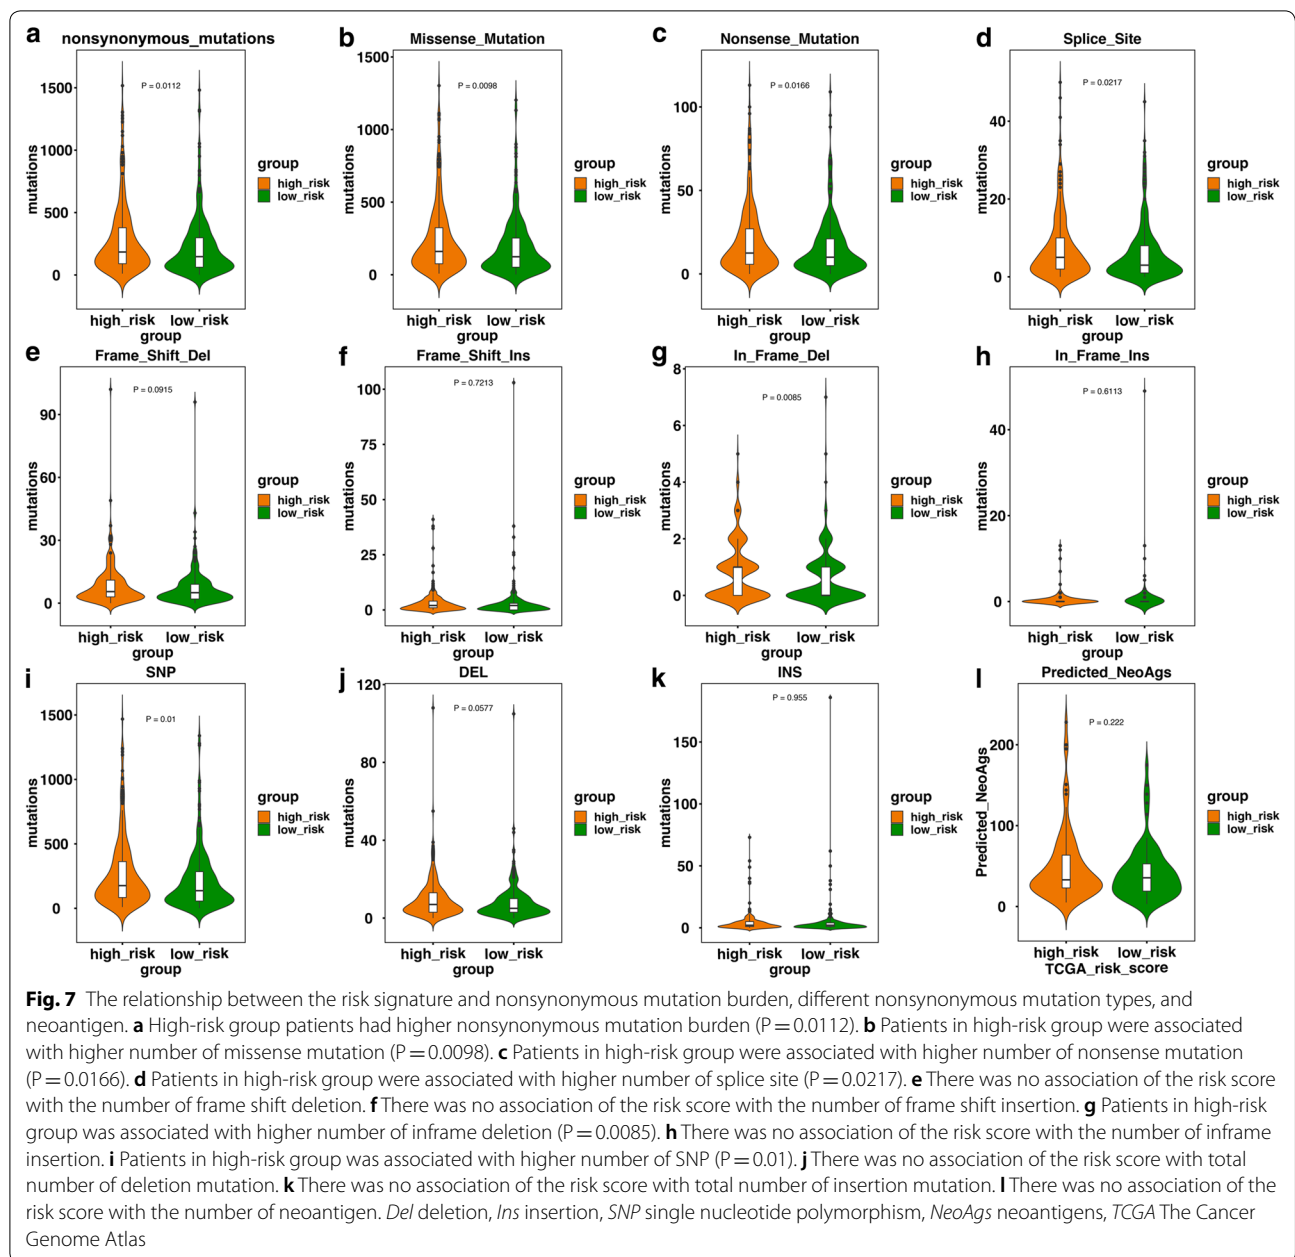 a
nonsynonymous_mutations
P = 0.0112
1500
1000
500
0
mutations
high_risk low_risk
group
group
high_risk
low_risk
b
Missense_Mutation
P = 0.0098
1500
1000
500
0
mutations
high_risk low_risk
group
group
high_risk
low_risk
c
Nonsense_Mutation
P = 0.0166
100
50
0
mutations
high_risk low_risk
group
group
high_risk
low_risk
d
Splice_Site
P = 0.0217
40
20
0
mutations
high_risk low_risk
group
group
high_risk
low_risk
e
Frame_Shift_Del
P = 0.0915
90
60
30
0
mutations
high_risk low_risk
group
group
high_risk
low_risk
f
Frame_Shift_Ins
P = 0.7213
100
75
50
25
0
mutations
high_risk low_risk
group
group
high_risk
low_risk
g
In_Frame_Del
P = 0.0085
8
6
4
2
0
mutations
high_risk low_risk
group
group
high_risk
low_risk
h
In_Frame_Ins
P = 0.6113
40
20
0
mutations
high_risk low_risk
group
group
high_risk
low_risk
i
SNP
P = 0.01
1500
1000
500
0
mutations
high_risk low_risk
group
group
high_risk
low_risk
j
DEL
P = 0.0577
120
80
40
0
mutations
high_risk low_risk
group
group
high_risk
low_risk
k
INS
P = 0.955
150
100
50
0
mutations
high_risk low_risk
group
group
high_risk
low_risk
l
Predicted_NeoAgs
P = 0.222
200
100
0
Predicted_NeoAgs
high_risk low_risk
TCGA_risk_score
group
high_risk
low_risk
Fig. 7 The relationship between the risk signature and nonsynonymous mutation burden, different nonsynonymous mutation types, and
neoantigen. a High-risk group patients had higher nonsynonymous mutation burden (P = 0.0112). b Patients in high-risk group were associated
with higher number of missense mutation (P = 0.0098). c Patients in high-risk group were associated with higher number of nonsense mutation
(P = 0.0166). d Patients in high-risk group were associated with higher number of splice site (P = 0.0217). e There was no association of the risk score
with the number of frame shift deletion. f There was no association of the risk score with the number of frame shift insertion. g Patients in high-risk
group was associated with higher number of inframe deletion (P = 0.0085). h There was no association of the risk score with the number of inframe
insertion. i Patients in high-risk group was associated with higher number of SNP (P = 0.01). j There was no association of the risk score with total
number of deletion mutation. k There was no association of the risk score with total number of insertion mutation. l There was no association of the
risk score with the number of neoantigen. Del deletion, Ins insertion, SNP single nucleotide polymorphism, NeoAgs neoantigens, TCGA The Cancer
Genome Atlas